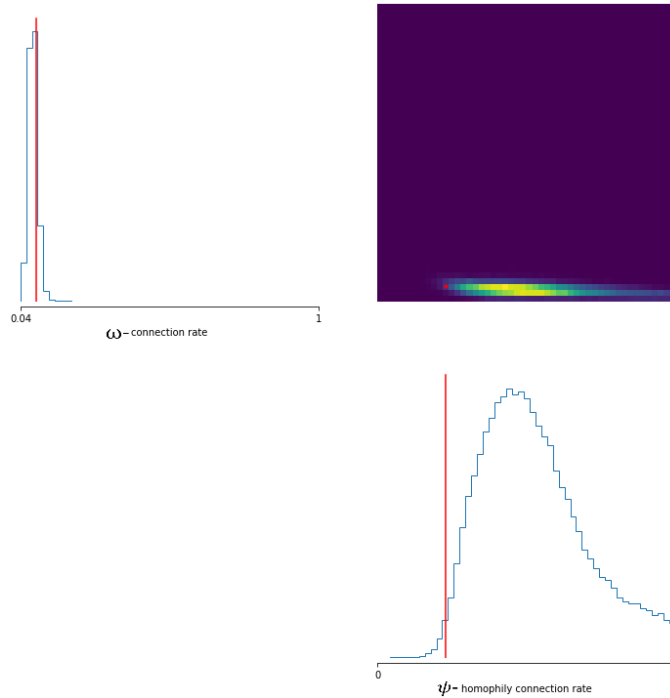 0.04 1
ω- connection rate
0
ψ- homophily connection rate